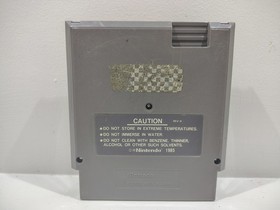 CAUTION
•DO NOT STORE IN EXTREME TEMPERATURES.
•DO NOT IMMERSE IN WATER.
•DO NOT CLEAN WITH BENZENE, THINNER,
ALCOHOL OR OTHER SUCH SOLVENTS.
Nintendo 1985